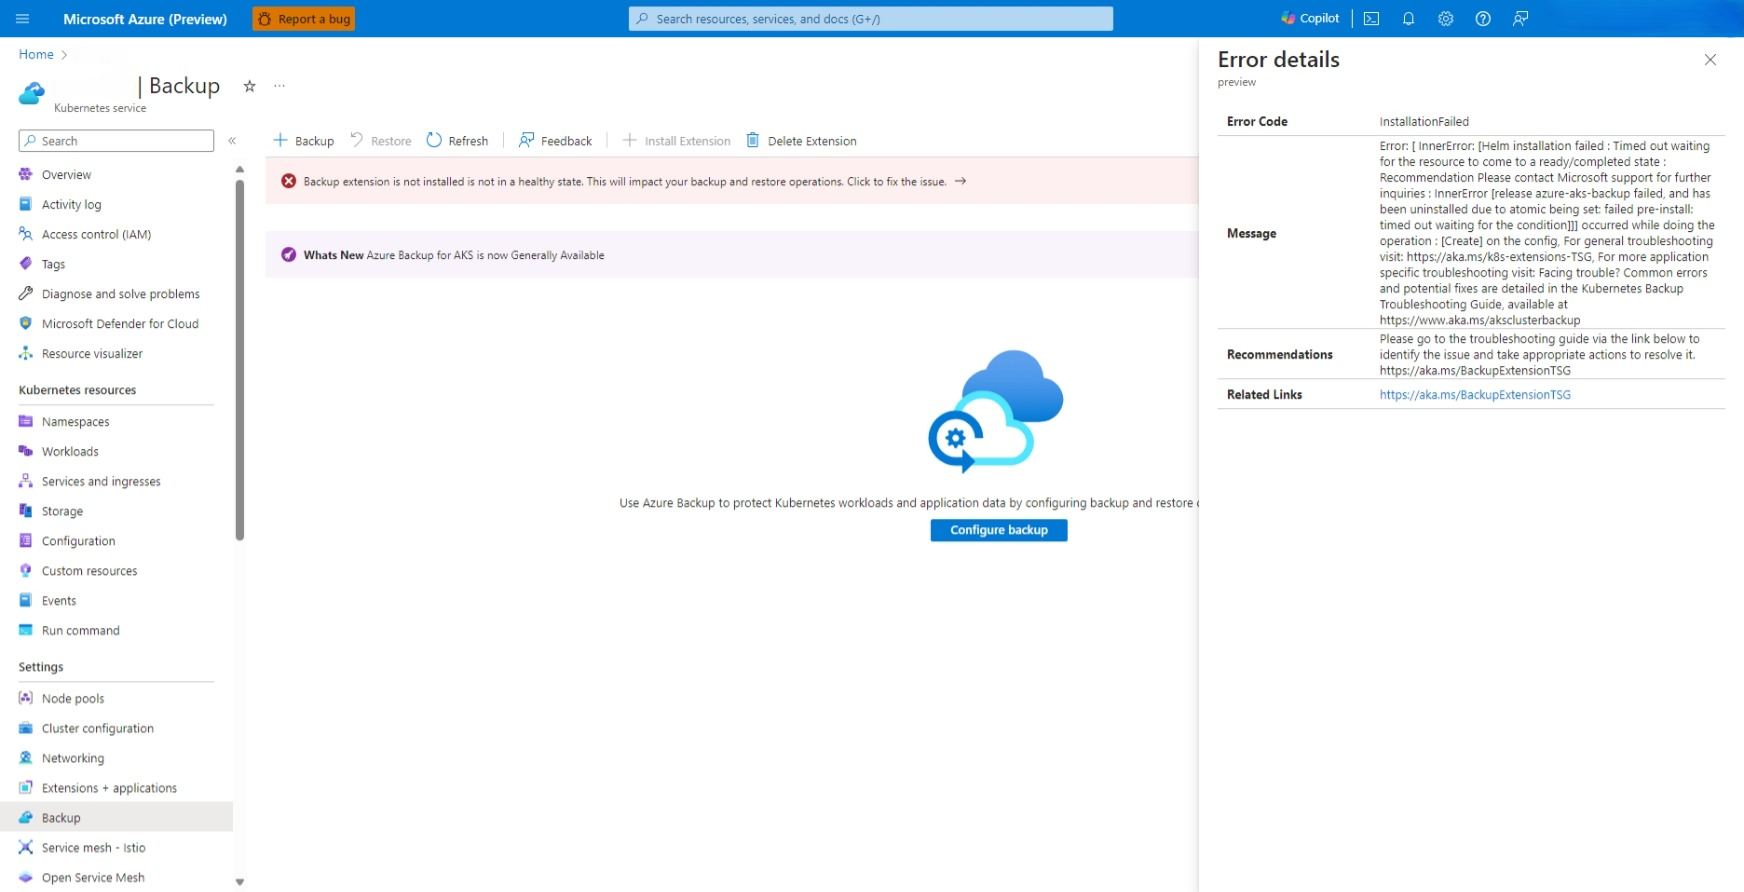 Microsoft Azure (Preview)
Report a bug
Search resources, services, and docs (G+/)
Copilot
Home
| Backup
Kubernetes service
Search
Overview
Activity log
Access control (IAM)
Tags
Diagnose and solve problems
Microsoft Defender for Cloud
Resource visualizer
Kubernetes resources
Namespaces
Workloads
Services and ingresses
Storage
Configuration
Custom resources
Events
Run command
Settings
Node pools
Cluster configuration
Networking
Extensions + applications
Backup
Service mesh - Istio
Open Service Mesh
Backup
Restore
Refresh
Feedback
Install Extension
Delete Extension
Backup extension is not installed is not in a healthy state. This will impact your backup and restore operations. Click to fix the issue.
Whats New Azure Backup for AKS is now Generally Available
Use Azure Backup to protect Kubernetes workloads and application data by configuring backup and restore
Configure backup
Error details
preview
Error Code
InstallationFailed
Message
Error: [ InnerError: [Helm installation failed : Timed out waiting
for the resource to come to a ready/completed state :
Recommendation Please contact Microsoft support for further
inquiries : InnerError [release azure-aks-backup failed, and has
been uninstalled due to atomic being set: failed pre-install:
timed out waiting for the condition]]] occurred while doing the
operation : [Create] on the config, For general troubleshooting
visit: https://aka.ms/k8s-extensions-TSG, For more application
specific troubleshooting visit: Facing trouble? Common errors
and potential fixes are detailed in the Kubernetes Backup
Troubleshooting Guide, available at
https://www.aka.ms/aksclusterbackup
Recommendations
Please go to the troubleshooting guide via the link below to
identify the issue and take appropriate actions to resolve it.
https://aka.ms/BackupExtensionTSG
Related Links
https://aka.ms/BackupExtensionTSG